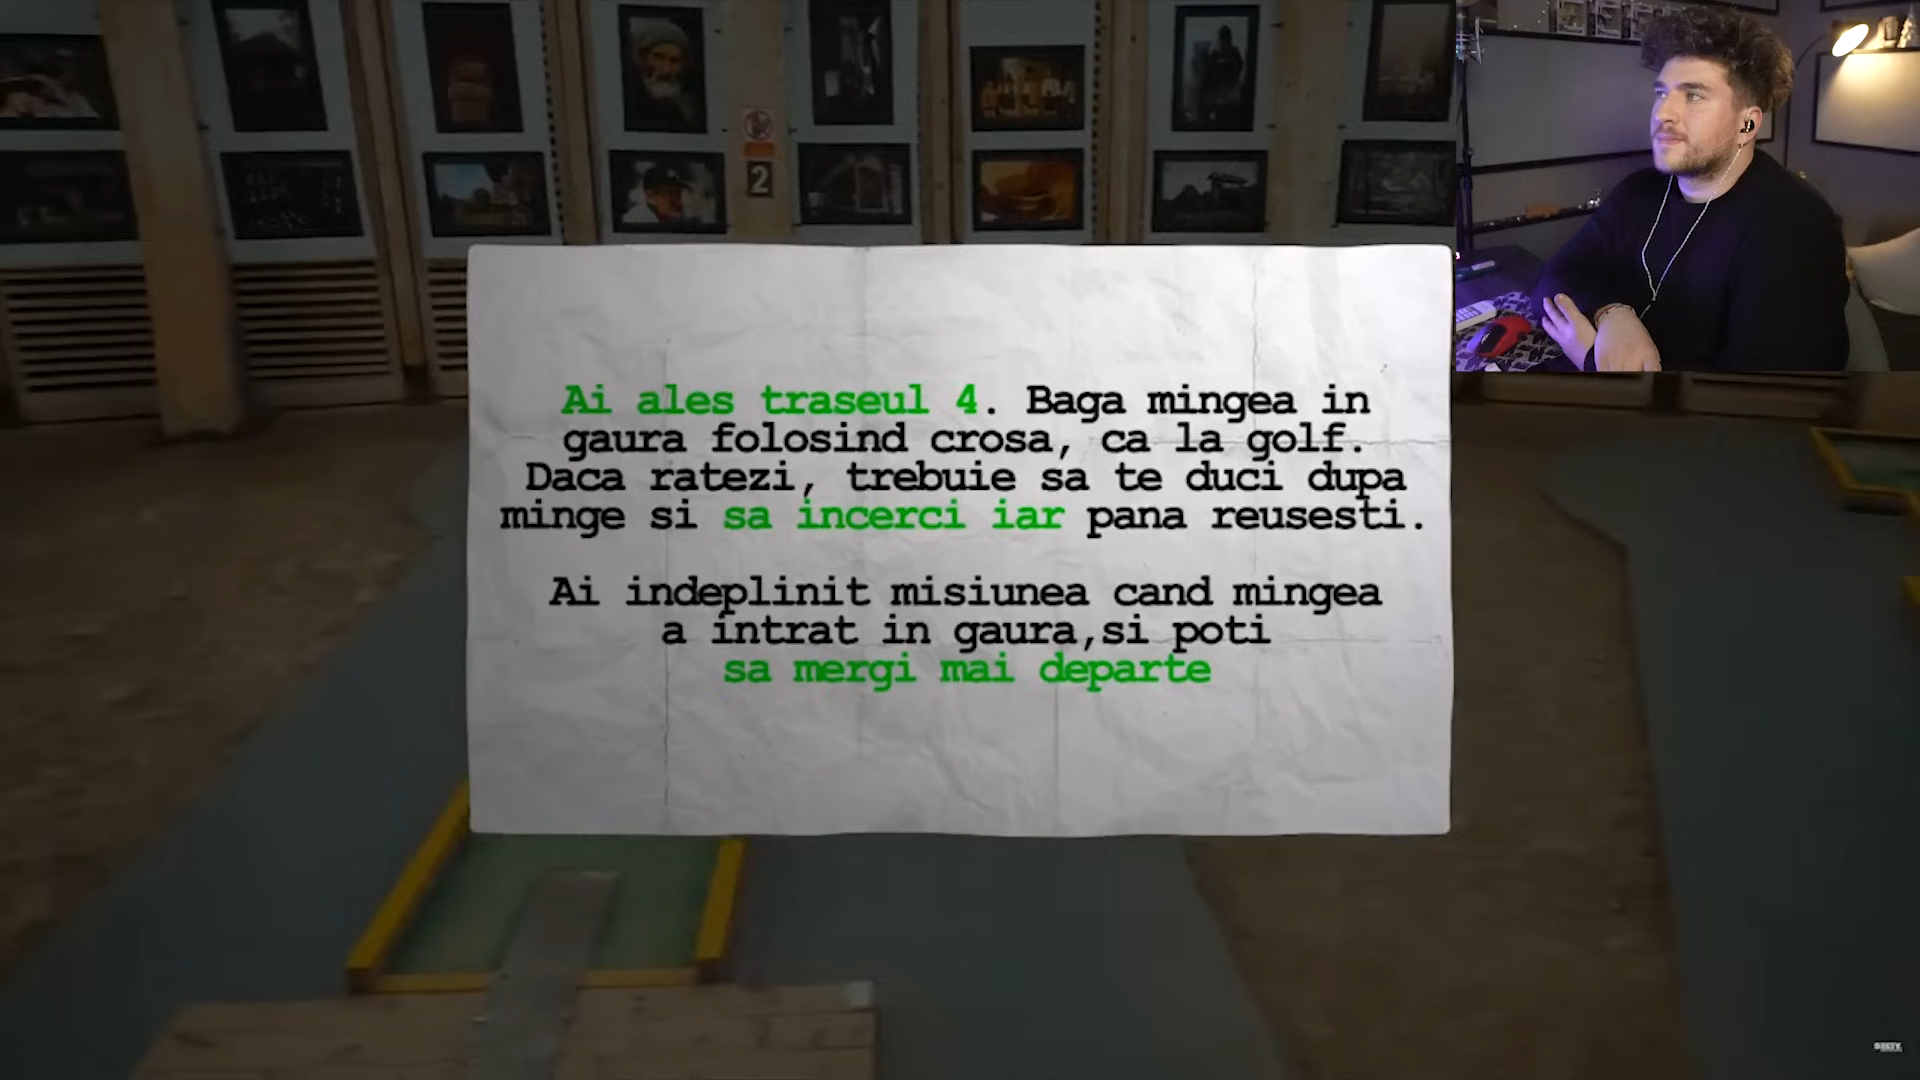 2
Ai ales traseul 4. Baga mingea in
gaura folosind crosa, ca la golf.
Daca ratezi, trebuie sa te duci dupa
minge si sa incerci iar pana reusesti.
Ai indeplinit misiunea cand mingea
a intrat in gaura,si poti
sa mergi mai departe